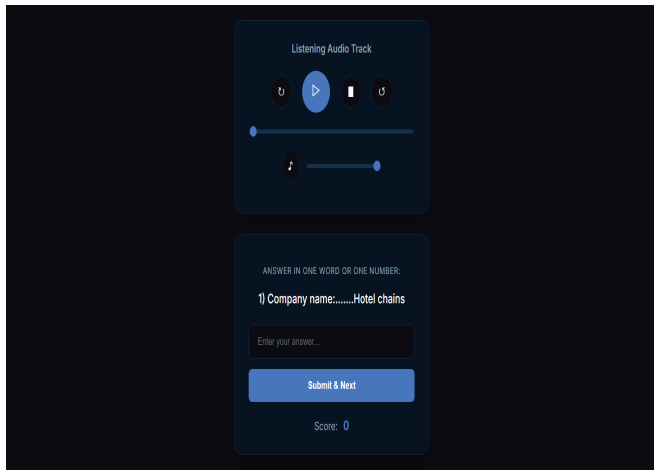 Listening Audio Track
ANSWER IN ONE WORD OR ONE NUMBER:
1) Company name:........Hotel chains
Enter your answer...
Submit & Next
Score: 0